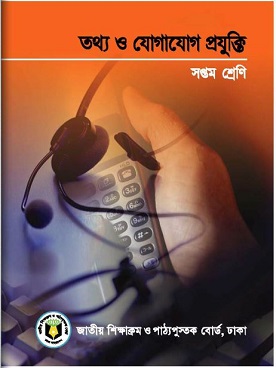 তথ্য ও যোগাযোগ প্রযুক্তি
সপ্তম শ্রেণি
জাতীয় শিক্ষাক্রম ও পাঠ্যপুস্তক বোর্ড, ঢাকা